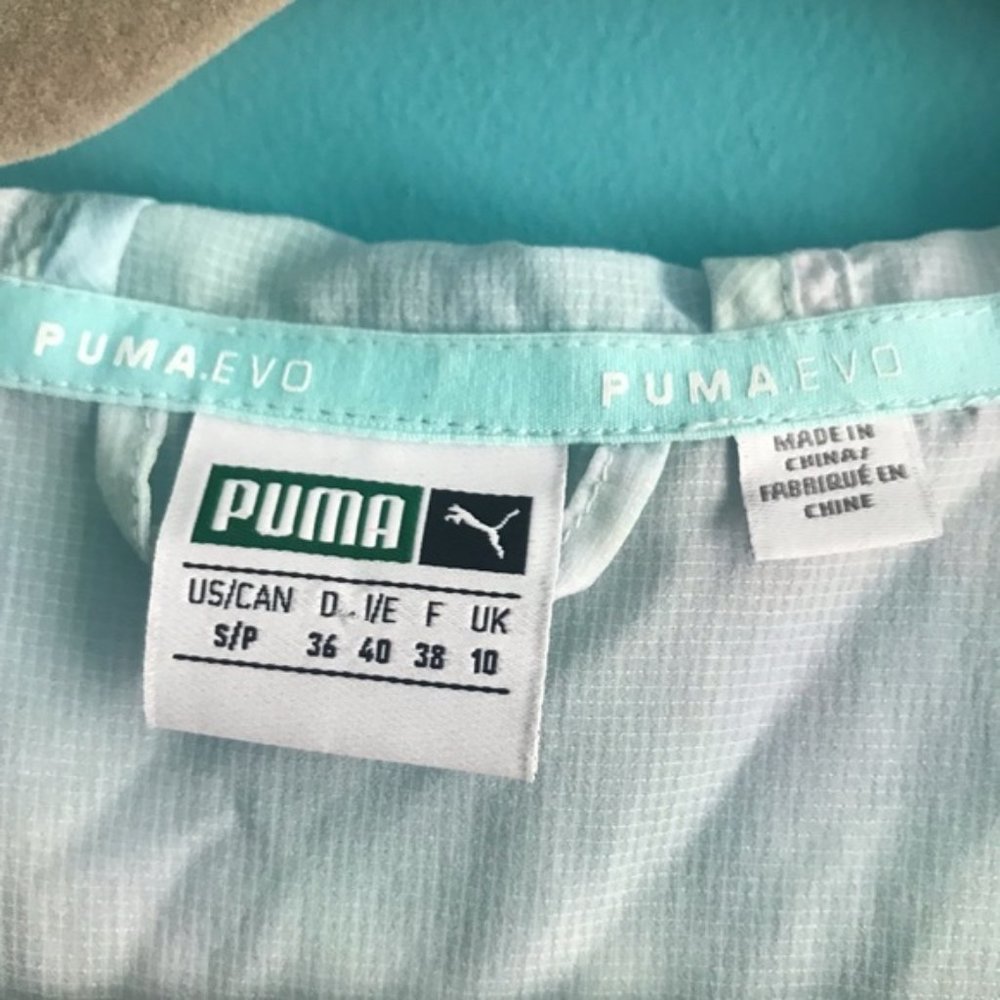 PUMA.EVO PUMA.EVO
MADE IN
CHINA/
FABRIQUÉ EN
CHINE
PUMA
US/CAN D I/E F UK
S/P 36 40 38 10